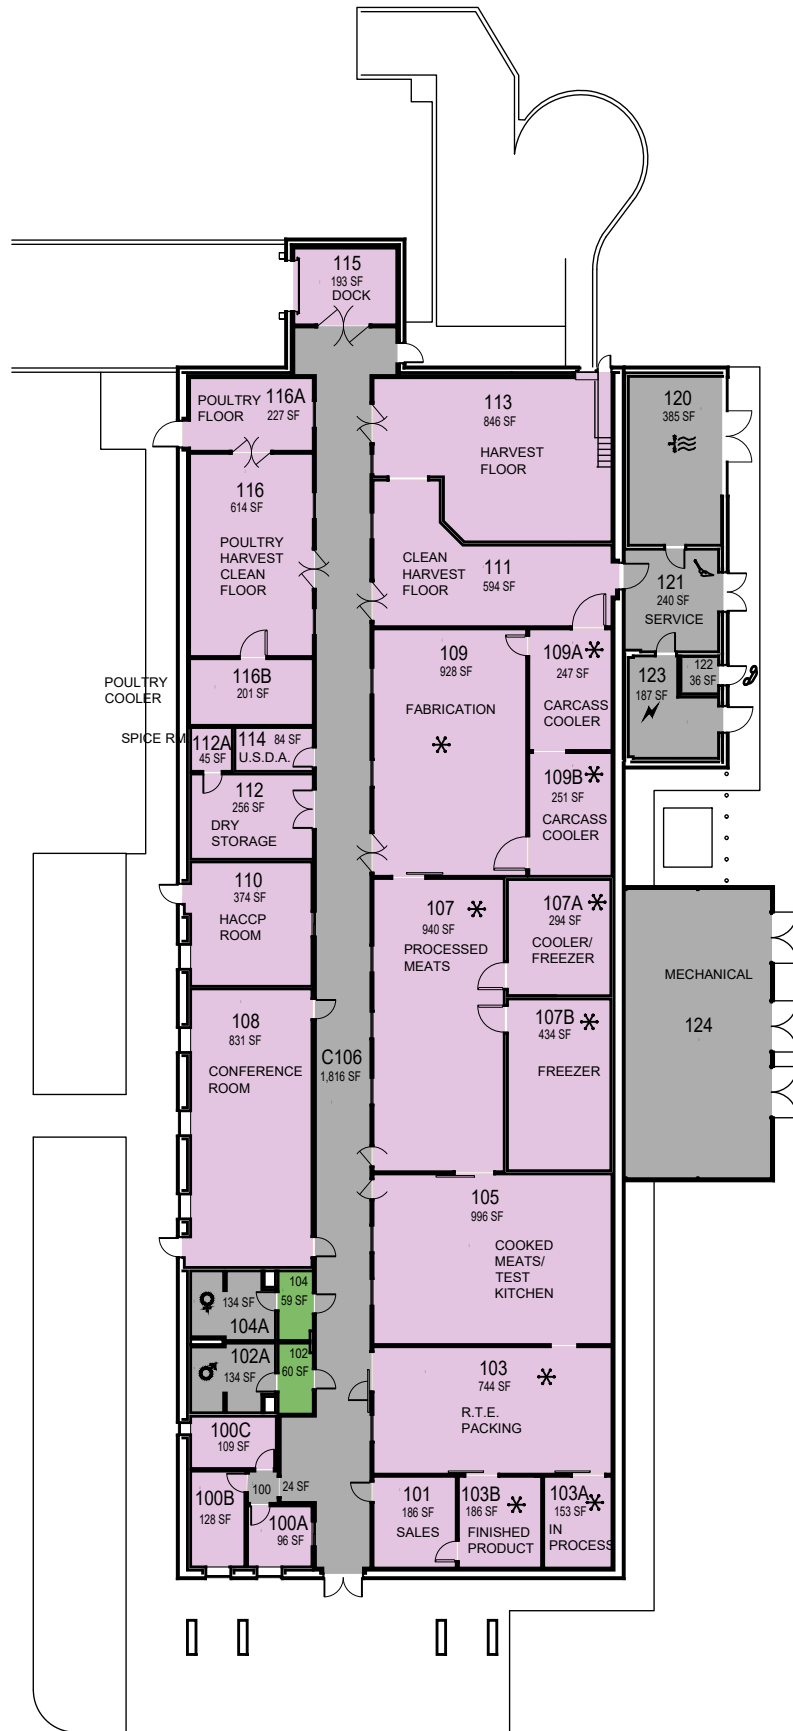 115
193 SF
DOCK
POULTRY 116A
FLOOR 227 SF
113
846 SF
HARVEST
FLOOR
120
385 SF
116
614 SF
POULTRY
HARVEST
CLEAN
FLOOR
CLEAN
HARVEST
FLOOR
111
594 SF
121
240 SF
SERVICE
109
928 SF
FABRICATION
109A
247 SF
CARCASS
COOLER
122
36 SF
123
187 SF
POULTRY
COOLER
116B
201 SF
SPICE RM
112A
45 SF
114 84 SF
U.S.D.A.
109B
251 SF
CARCASS
COOLER
112
256 SF
DRY
STORAGE
110
374 SF
HACCP
ROOM
107
940 SF
PROCESSED
MEATS
107A
294 SF
COOLER/
FREEZER
MECHANICAL
124
108
831 SF
CONFERENCE
ROOM
C106
1,816 SF
107B
434 SF
FREEZER
105
996 SF
COOKED
MEATS/
TEST
KITCHEN
104
59 SF
134 SF
104A
102A
134 SF
102
60 SF
103
744 SF
R.T.E.
PACKING
100C
109 SF
100B
128 SF
100
24 SF
100A
96 SF
101
186 SF
SALES
103B
186 SF
FINISHED
PRODUCT
103A
153 SF
IN
PROCESS